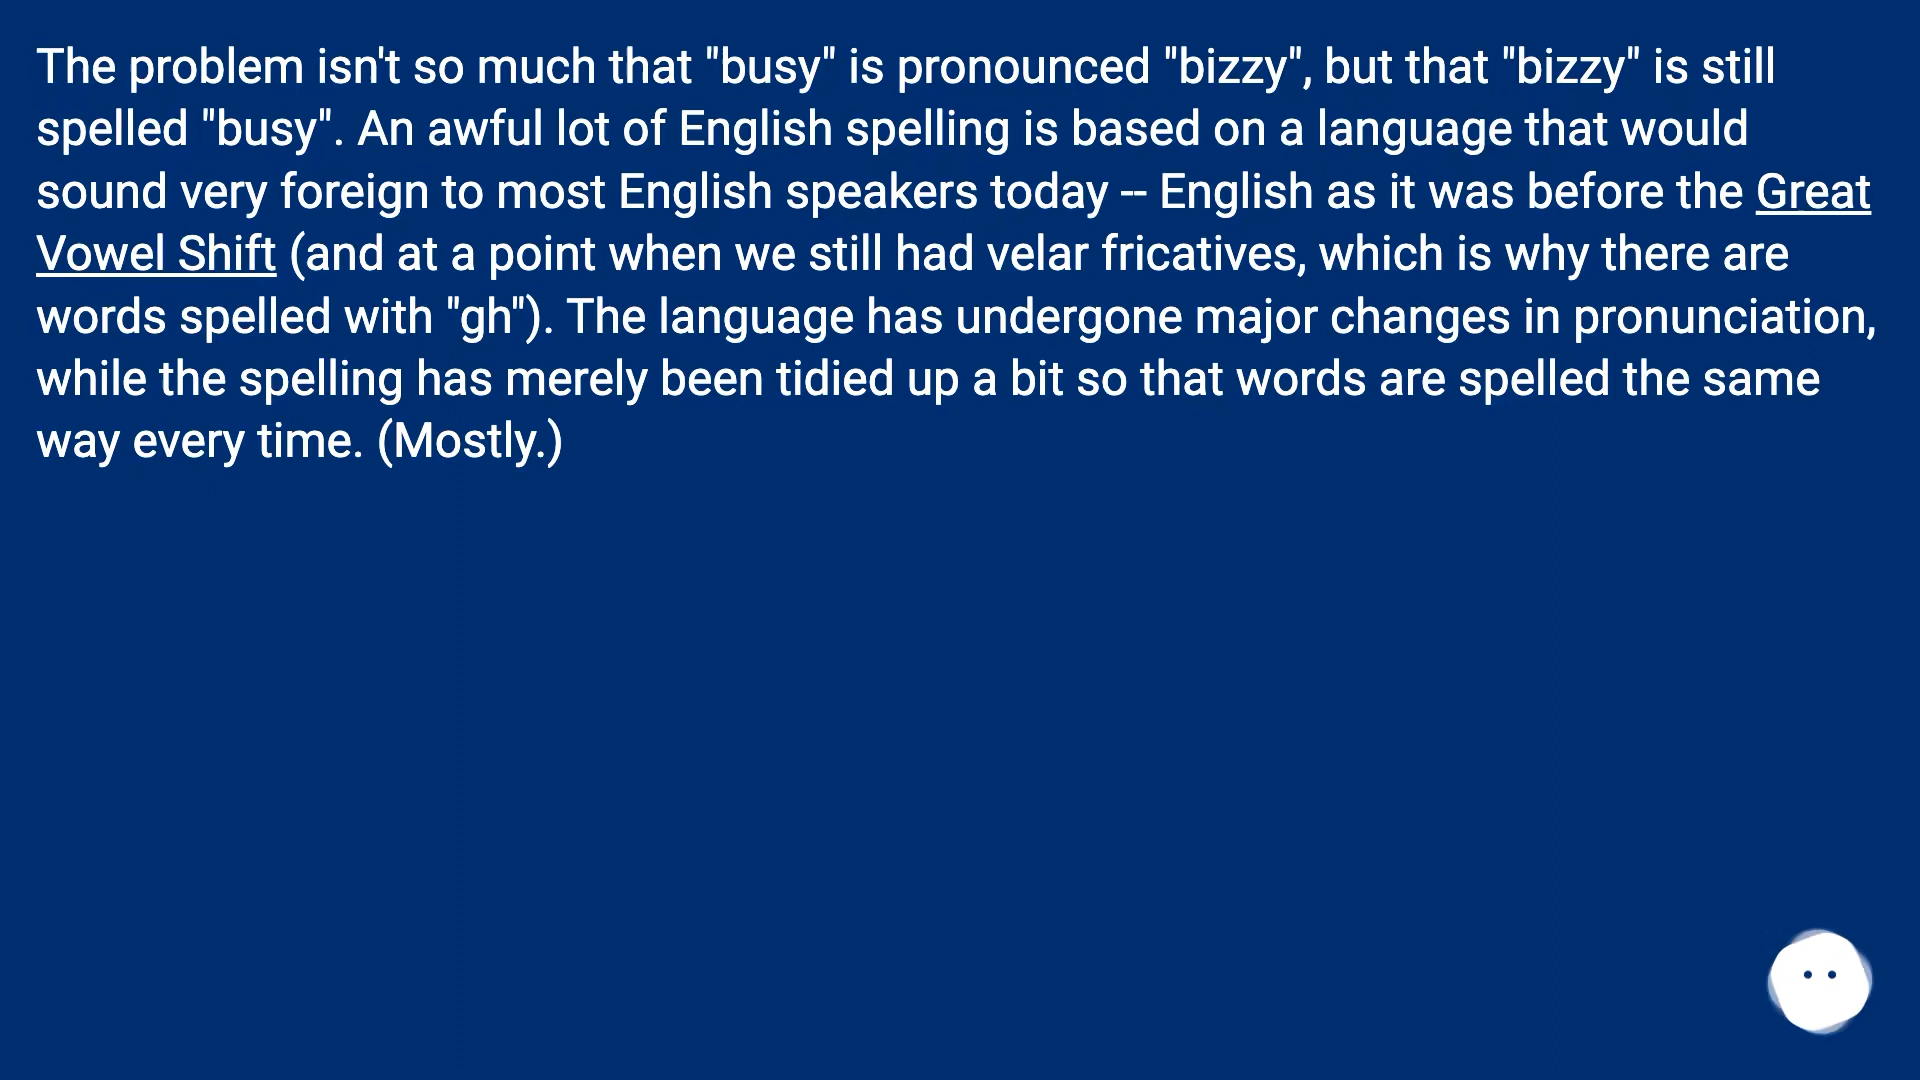 The problem isn't so much that "busy" is pronounced "bizzy", but that "bizzy" is still
spelled "busy". An awful lot of English spelling is based on a language that would
sound very foreign to most English speakers today -- English as it was before the Great
Vowel Shift (and at a point when we still had velar fricatives, which is why there are
words spelled with "gh"). The language has undergone major changes in pronunciation,
while the spelling has merely been tidied up a bit so that words are spelled the same
way every time. (Mostly.)